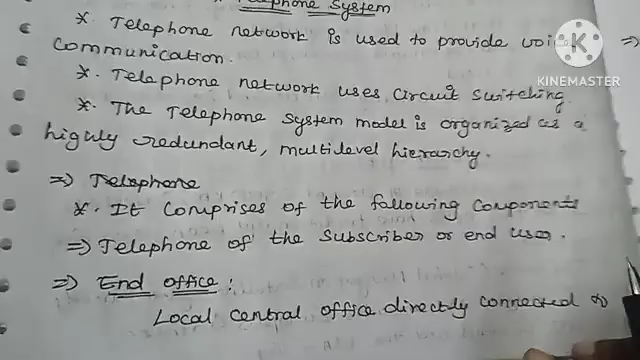 Telephone System
* Telephone network is used to provide voice
communication.
*. Telephone network uses circuit switching.
*. The Telephone System model is organized as a
higuly redundant, multilevel hierarchy.
=> Telephone
*. It comprises of the following components
=> Telephone of the subscriber or end user.
=> End office:
Local central office directly connected
=>
KINEMASTER